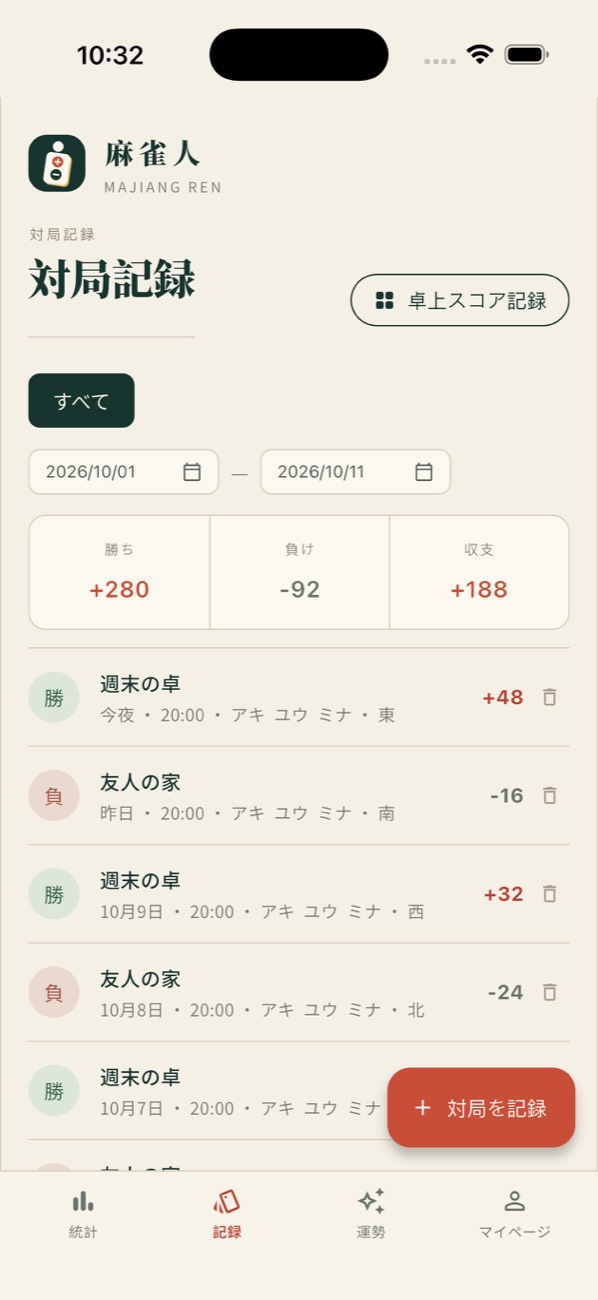 10:32
麻雀人
MAJIANG REN
対局記録
対局記録
卓上スコア記録
すべて
2026/10/01 — 2026/10/11
勝ち 負け 収支
+280 -92 +188
勝 週末の卓 +48
今夜 · 20:00 · アキ ユウ ミナ · 東
負 友人の家 -16
昨日 · 20:00 · アキ ユウ ミナ · 南
勝 週末の卓 +32
10月9日 · 20:00 · アキ ユウ ミナ · 西
負 友人の家 -24
10月8日 · 20:00 · アキ ユウ ミナ · 北
勝 週末の卓
10月7日 · 20:00 · アキ ユウ ミナ
+ 対局を記録
統計 記録 運勢 マイページ